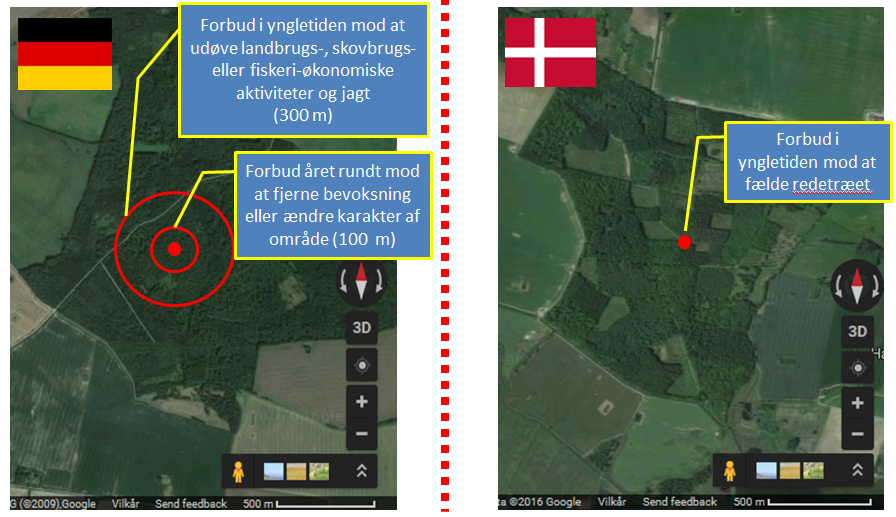 Forbud i yngletiden mod at
udøve landbrugs-, skovbrugs-
eller fiskeri-økonomiske
aktiviteter og jagt
(300 m)
Forbud året rundt mod
at fjerne bevoksning
eller ændre karakter af
område (100 m)
3D
+
−
G (©2009),Google Vilkår Send feedback 500 m
Forbud i
yngletiden mod at
fælde redetræet
3D
Ha
+
−
ta ©2016 Google Vilkår Send feedback 500 m